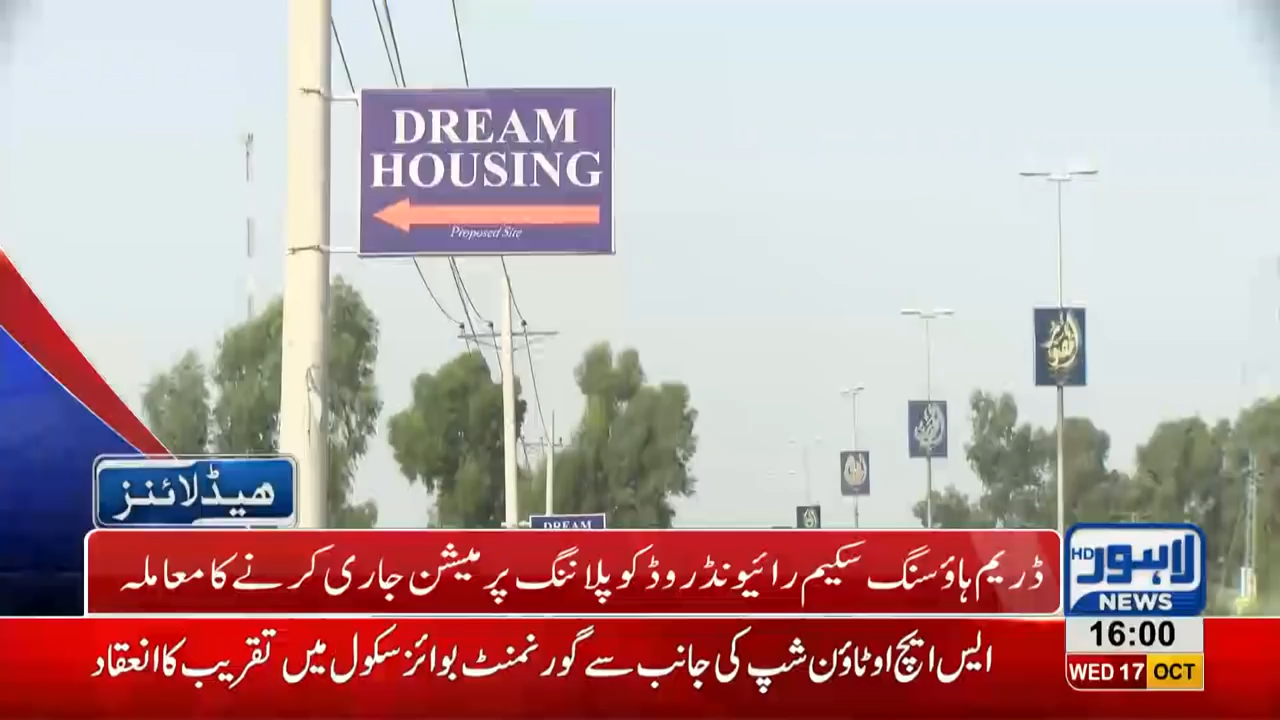 DREAM
HOUSING
Proposed Site
DREAM
ھیڈلائنز
ڈریم ہاؤسنگ سکیم رائیونڈ روڈ کو پلاننگ پرمیشن جاری کرنے کا معاملہ
HD لاہور
NEWS
16:00
WED 17 OCT
ایس ایچ او ٹاؤن شپ کی جانب سے گورنمنٹ بوائز سکول میں تقریب کا انعقاد